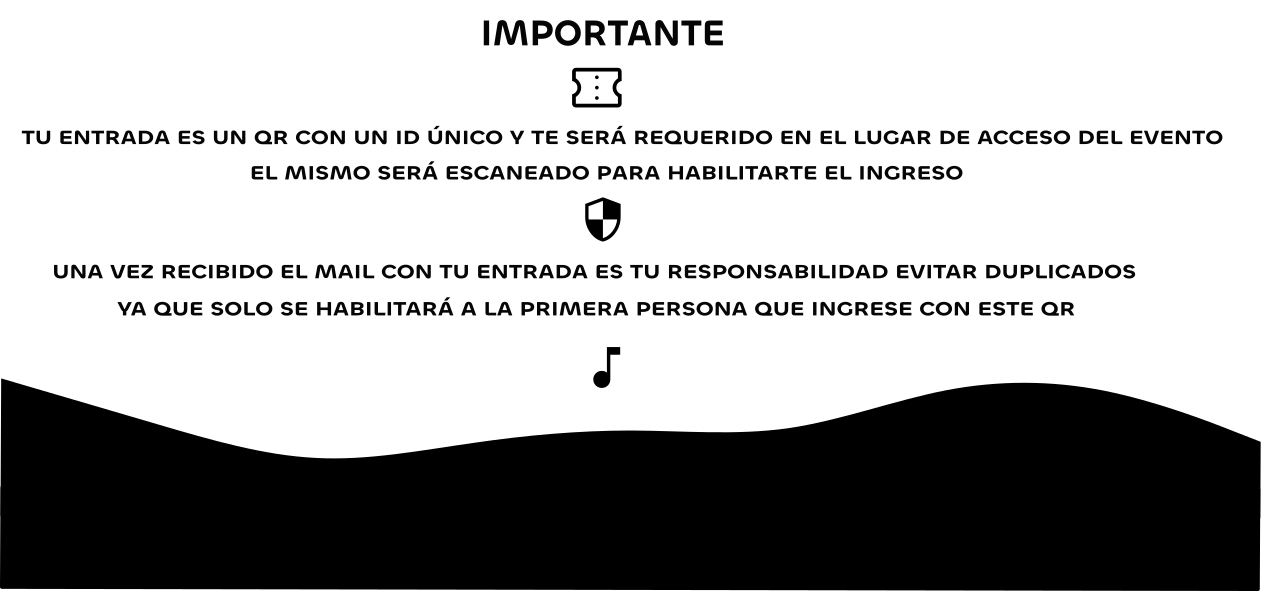 IMPORTANTE
TU ENTRADA ES UN QR CON UN ID ÚNICO Y TE SERÁ REQUERIDO EN EL LUGAR DE ACCESO DEL EVENTO
EL MISMO SERÁ ESCANEADO PARA HABILITARTE EL INGRESO
UNA VEZ RECIBIDO EL MAIL CON TU ENTRADA ES TU RESPONSABILIDAD EVITAR DUPLICADOS
YA QUE SOLO SE HABILITARÁ A LA PRIMERA PERSONA QUE INGRESE CON ESTE QR